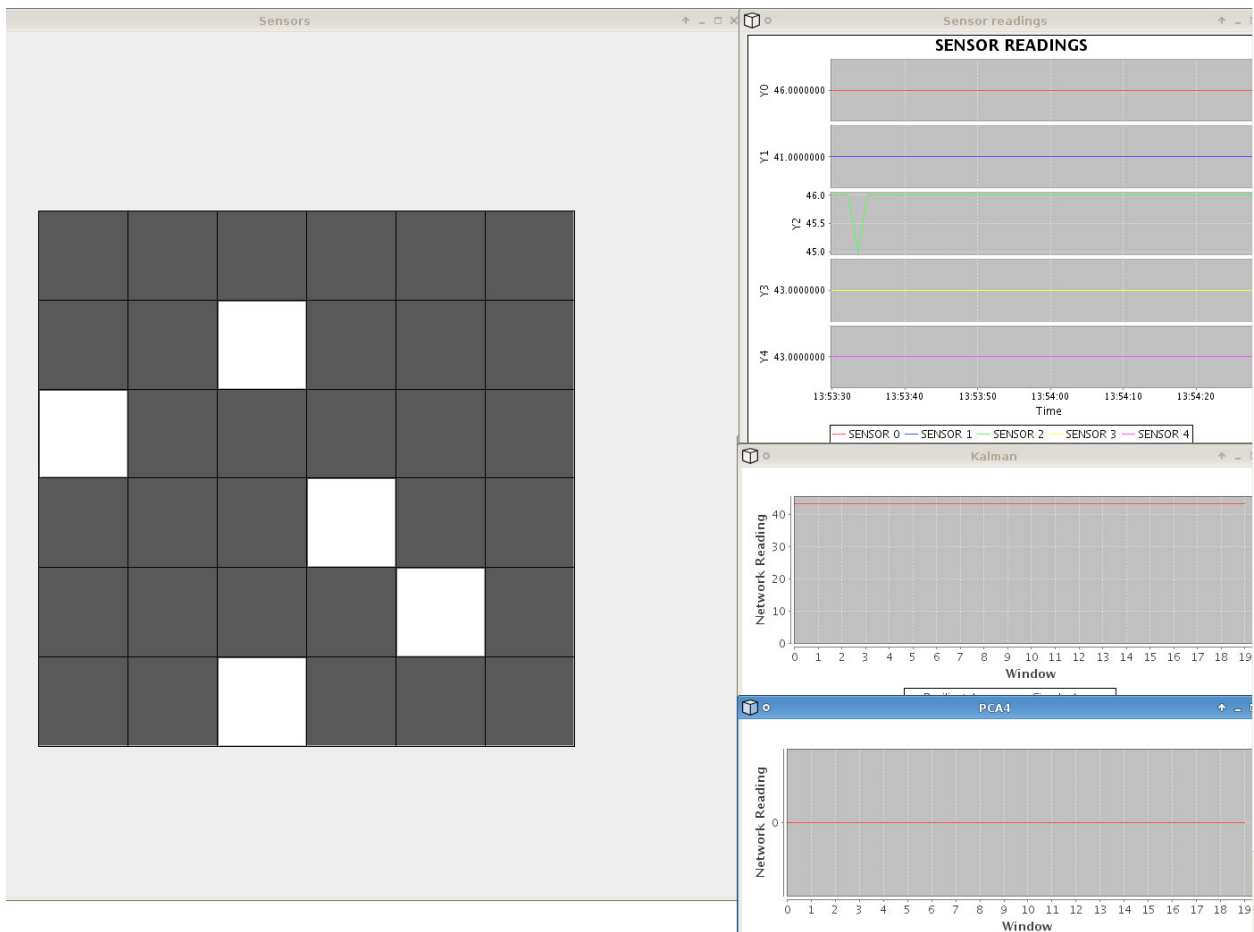 Sensors
Sensor readings
SENSOR READINGS
Y0 46.0000000
Y1 41.0000000
46.0
Y2 45.5
45.0
Y3 43.0000000
Y4 43.0000000
13:53:30 13:53:40 13:53:50 13:54:00 13:54:10 13:54:20
Time
SENSOR 0 SENSOR 1 SENSOR 2 SENSOR 3 SENSOR 4
Kalman
Network Reading
40
30
20
10
0
0 1 2 3 4 5 6 7 8 9 10 11 12 13 14 15 16 17 18 19
Window
PCA4
Network Reading
0
0 1 2 3 4 5 6 7 8 9 10 11 12 13 14 15 16 17 18 19
Window